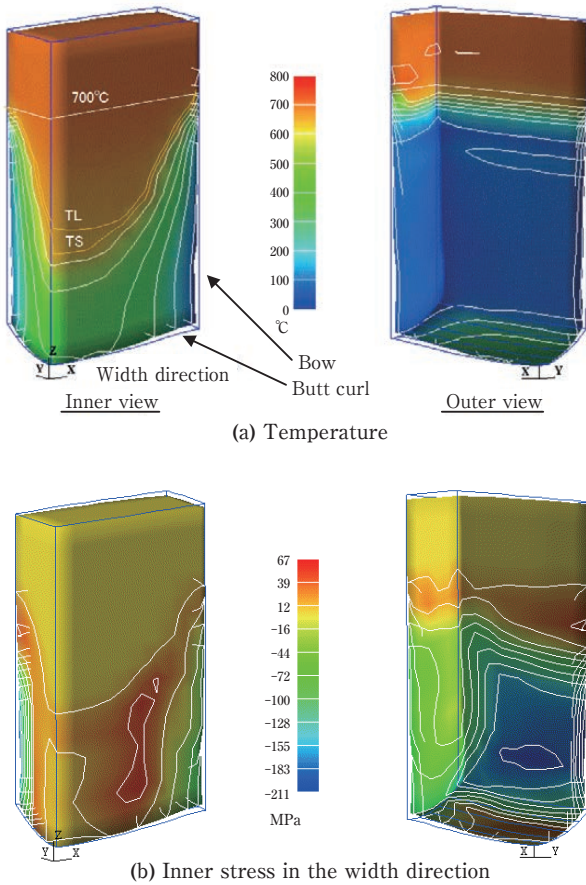 700°C
TL
TS
Z
Y X
Width direction
Inner view
800
700
600
500
400
300
200
100
0
℃
Bow
Butt curl
X Y
Outer view
(a) Temperature
Z
Y X
67
39
12
-16
-44
-72
-100
-128
-155
-183
-211
MPa
X Y
(b) Inner stress in the width direction